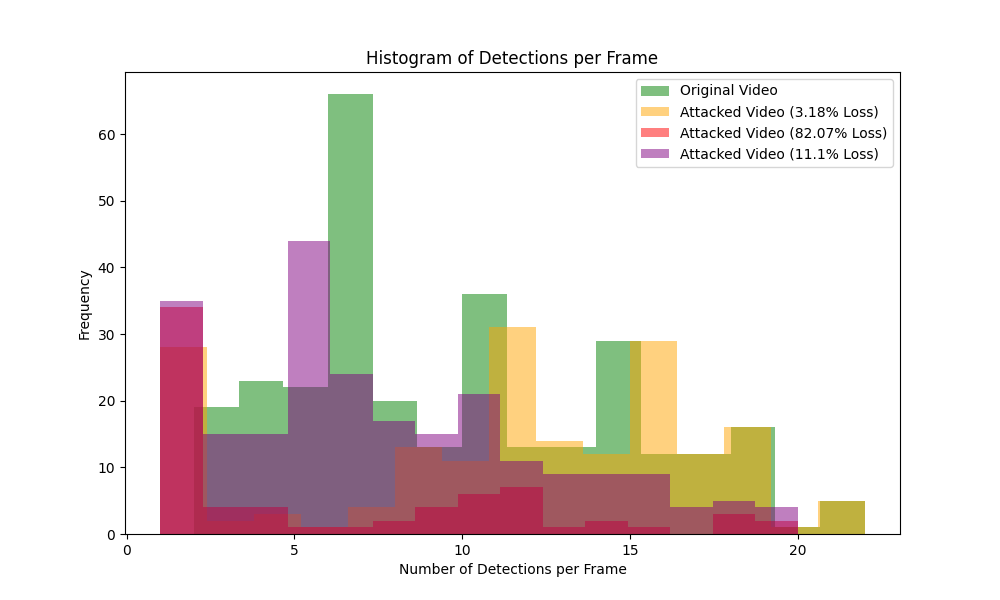 Histogram of Detections per Frame
Original Video
Attacked Video (3.18% Loss)
Attacked Video (82.07% Loss)
Attacked Video (11.1% Loss)
60
50
40
30
20
10
0
Frequency
0 5 10 15 20
Number of Detections per Frame